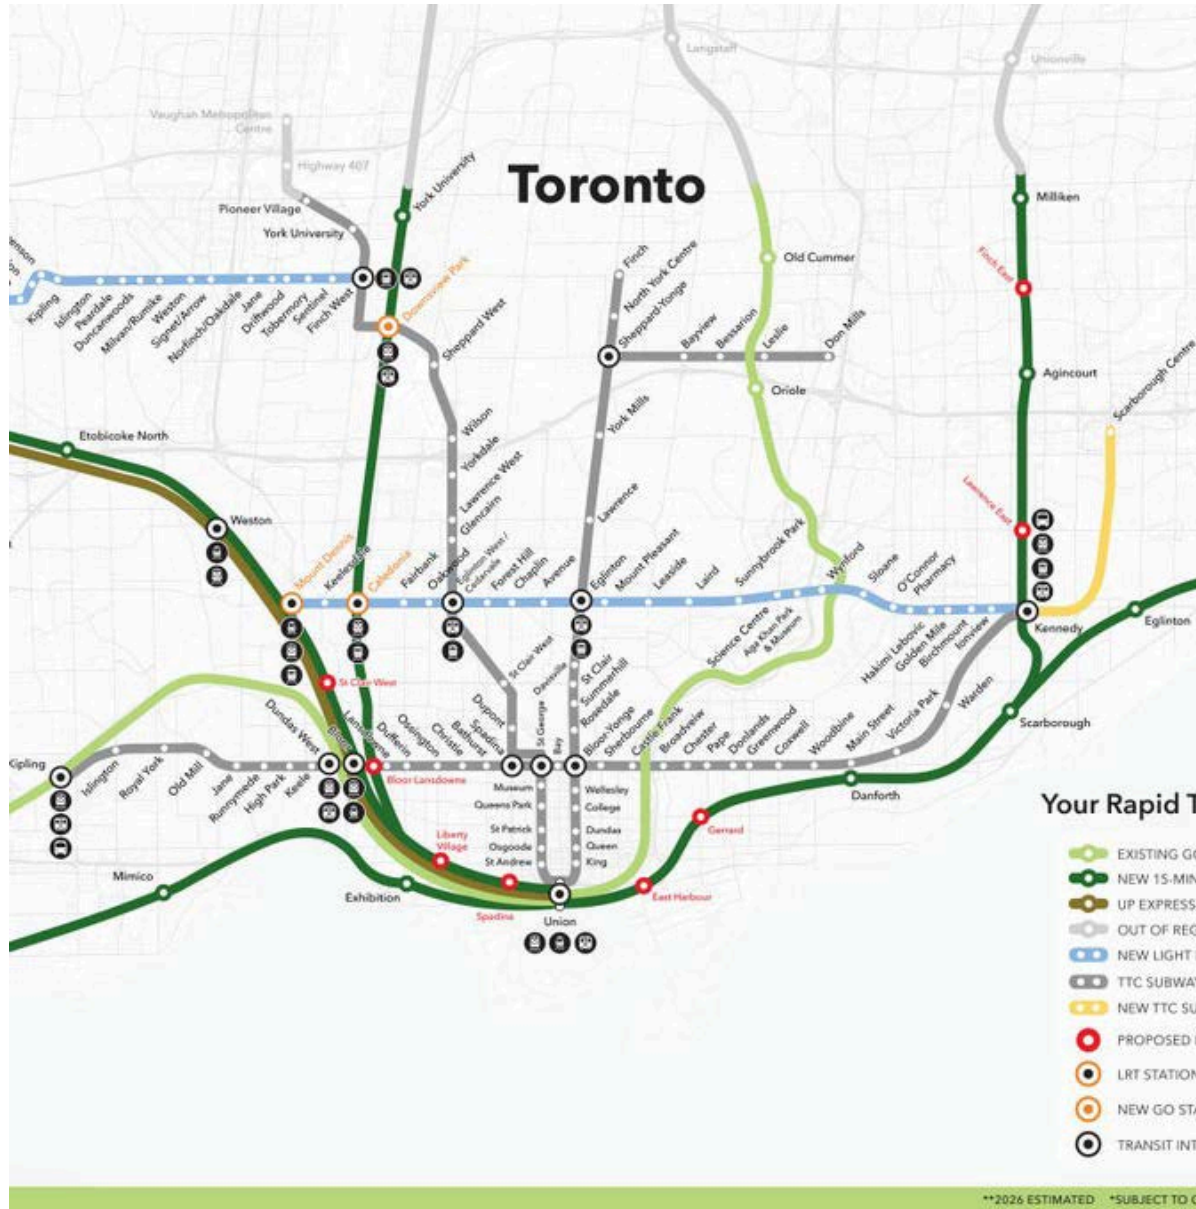 Langstaff
Unionville
Vaughan Metropolitan
Centre
Highway 407
Toronto
York University
Pioneer Village
York University
Milliken
Finch
North York Centre
Sheppard-Yonge
Old Cummer
Finch East
Downsview Park
Kipling
Islington
Peardale
Duncanwoods
Milvan/Rumike
Weston
Signet/Arrow
Norfinch/Oakdale
Jane
Driftwood
Tobermory
Sentinel
Finch West
Sheppard West
Bayview
Bessarion
Leslie
Don Mills
Agincourt
Scarborough Centre
Oriole
York Mills
Etobicoke North
Wilson
Yorkdale
Lawrence West
Glencairn
Lawrence
Lawrence East
Weston
Mount Dennis
Keelesdale
Caledonia
Fairbank
Oakwood
Eglinton West/
Cedarvale
Forest Hill
Chaplin
Avenue
Eglinton
Mount Pleasant
Leaside
Laird
Sunnybrook Park
Science Centre
Aga Khan Park
& Museum
Wynford
Sloane
O'Connor
Pharmacy
Hakimi Lebovic
Golden Mile
Birchmount
Ionview
Kennedy
Eglinton
St Clair West
St Clair West
Davisville
St Clair
Summerhill
Rosedale
Warden
Scarborough
Kipling
Islington
Royal York
Old Mill
Jane
Runnymede
High Park
Keele
Dundas West
Bloor
Lansdowne
Dufferin
Ossington
Christie
Bathurst
Spadina
Dupont
St George
Bay
Bloor-Yonge
Sherbourne
Castle Frank
Broadveiw
Chester
Pape
Donlands
Greenwood
Coxwell
Woodbine
Main Street
Victoria Park
Bloor Lansdowne
Museum
Queens Park
St Patrick
Osgoode
St Andrew
Wellesley
College
Dundas
Queen
King
Danforth
Gerrard
Liberty
Village
Mimico
Exhibition
Spadina
Union
East Harbour
Your Rapid T
EXISTING GO
NEW 15-MIN
UP EXPRESS
OUT OF REG
NEW LIGHT
TTC SUBWAY
NEW TTC SU
PROPOSED
LRT STATION
NEW GO STA
TRANSIT INT
**2026 ESTIMATED *SUBJECT TO C